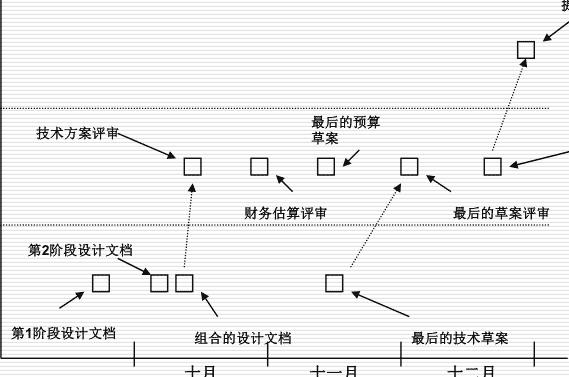 技术方案评审
最后的预算
草案
财务估算评审
最后的草案评审
第2阶段设计文档
第1阶段设计文档
组合的设计文档
最后的技术草案
十月
十一月
十二月